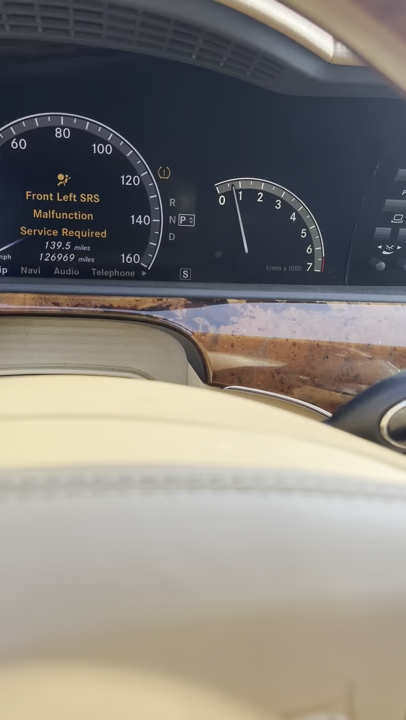 60
80
100
120
140
160
Front Left SRS
Malfunction
Service Required
139.5 miles
126969 miles
mph
ip Navi Audio Telephone
R
N P
D
S
0
1
2
3
4
5
6
7
1/min x 1000